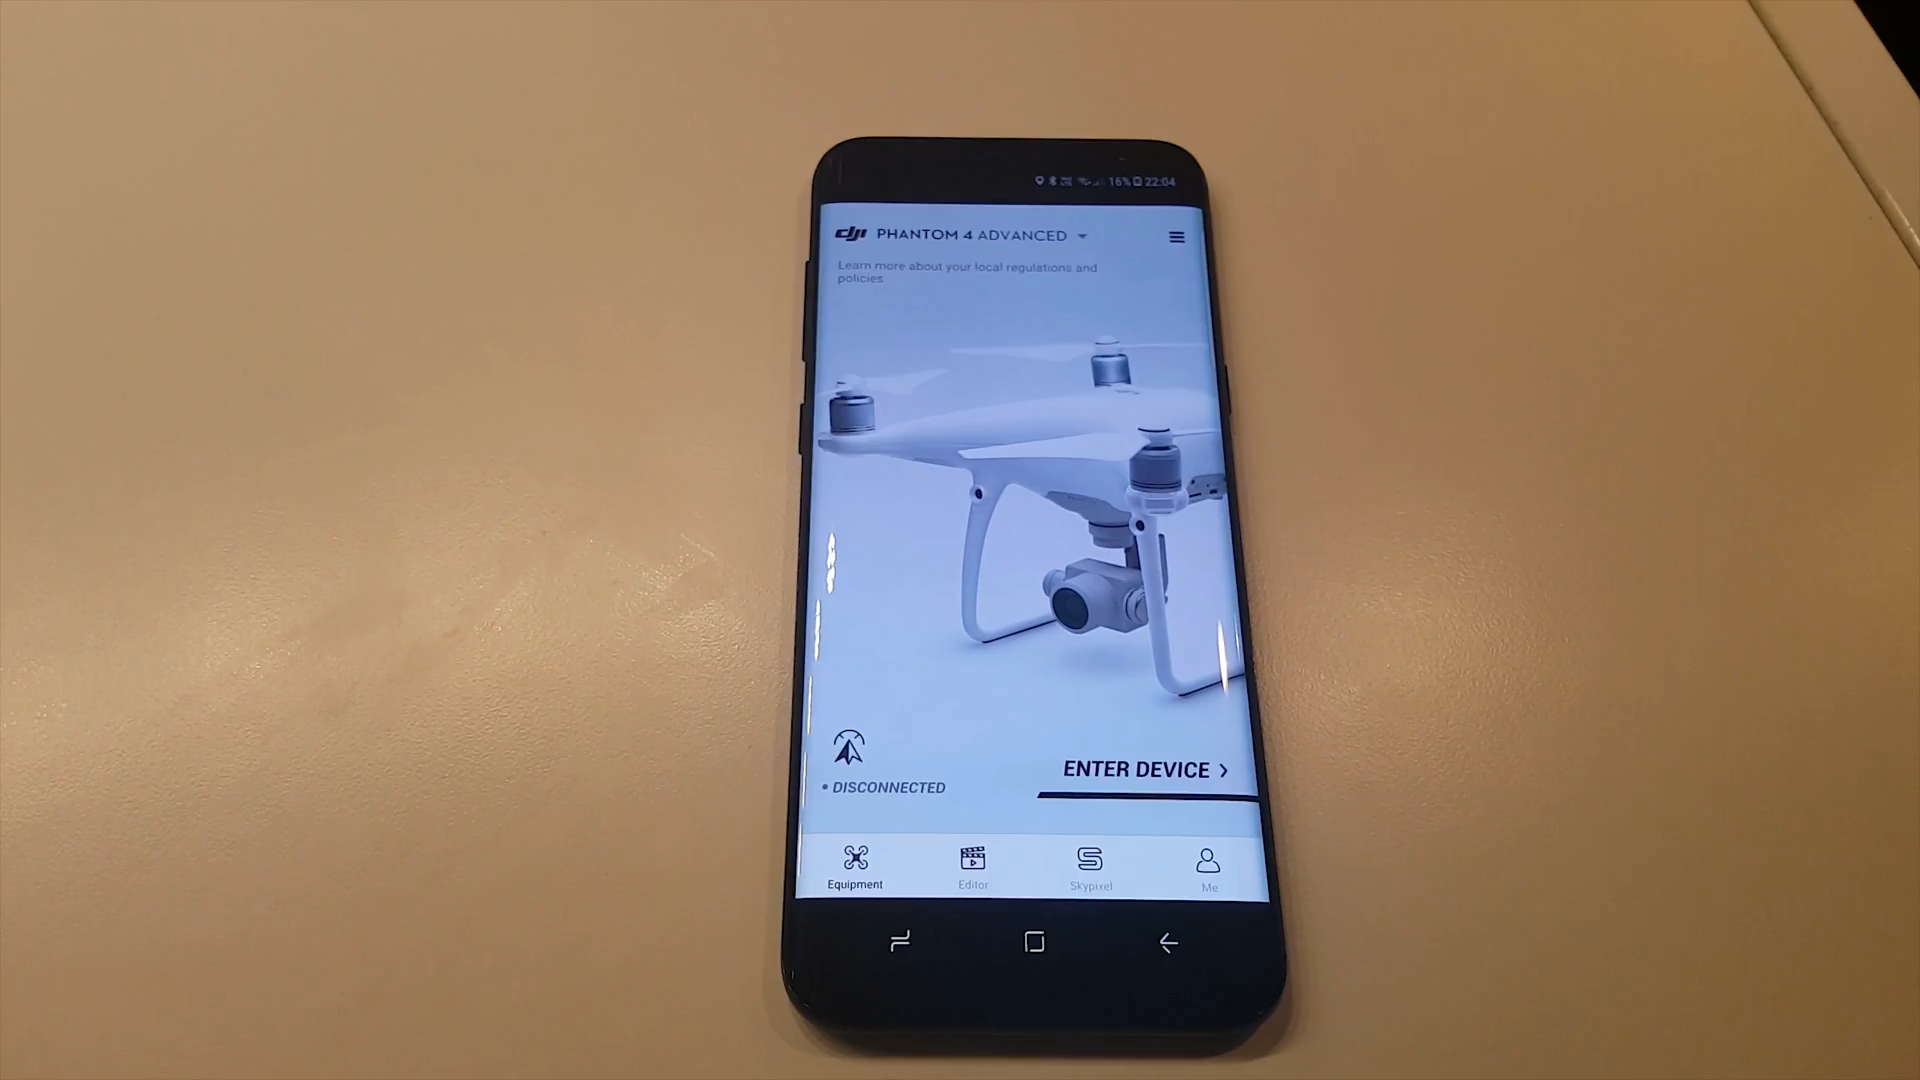 16% 22:04
dji PHANTOM 4 ADVANCED
Learn more about your local regulations and
policies
ENTER DEVICE >
• DISCONNECTED
Equipment Editor Skypixel Me